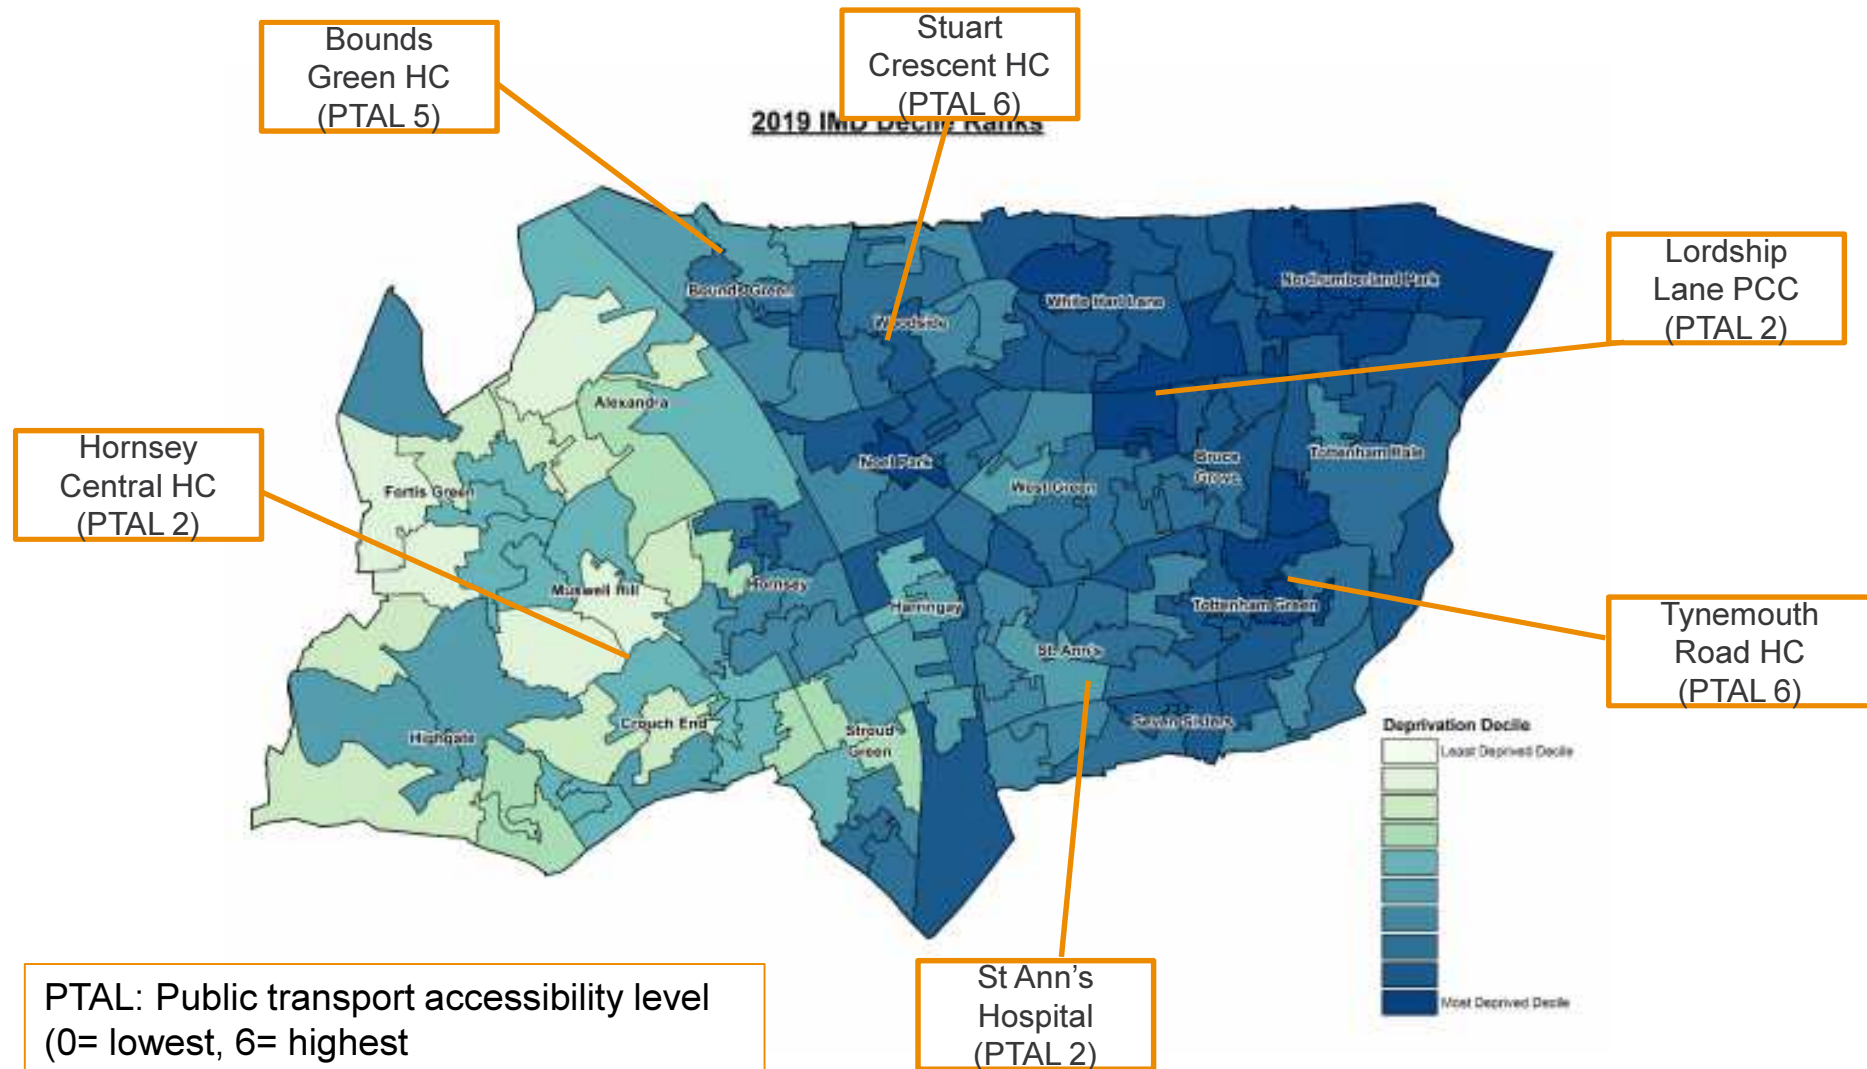 Bounds
Green HC
(PTAL 5)
Stuart
Crescent HC
(PTAL 6)
2019 IMD Decile Ranks
Lordship
Lane PCC
(PTAL 2)
Hornsey
Central HC
(PTAL 2)
Tynemouth
Road HC
(PTAL 6)
St Ann’s
Hospital
(PTAL 2)
Bounds Green
Woodside
White Hart Lane
Northumberland Park
Alexandra
Fortis Green
Noel Park
West Green
Bruce
Grove
Tottenham Hale
Muswell Hill
Hornsey
Harringay
Tottenham Green
St. Ann's
Highgate
Crouch End
Stroud
Green
Seven Sisters
Deprivation Decile
Least Deprived Decile
Most Deprived Decile
PTAL: Public transport accessibility level
(0= lowest, 6= highest